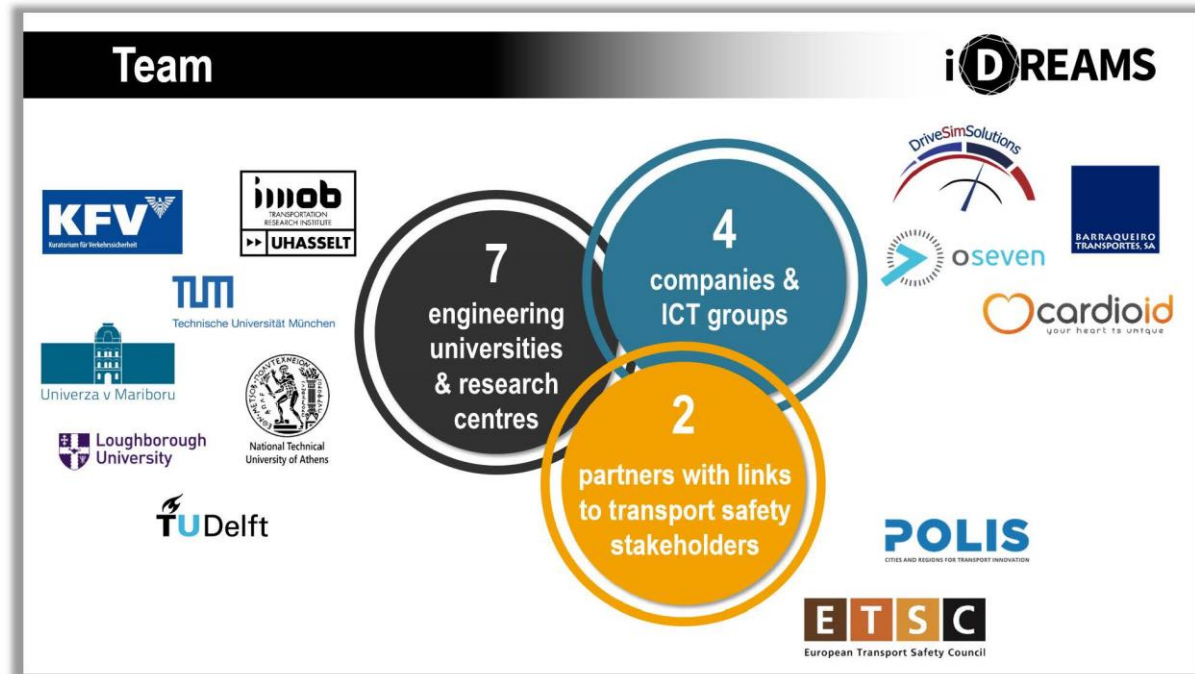 Team
iDREAMS
KFV
Kuratorium für Verkehrssicherheit
imob
TRANSPORTATION
RESEARCH INSTITUTE
UHASSELT
TUM
Technische Universität München
Univerza v Mariboru
National Technical
University of Athens
Loughborough
University
TUDelft
7
engineering
universities
& research
centres
4
companies &
ICT groups
2
partners with links
to transport safety
stakeholders
DriveSimSolutions
BARRAQUEIRO
TRANSPORTES, SA
oseven
cardioid
your heart is unique
POLIS
CITIES AND REGIONS FOR TRANSPORT INNOVATION
ETSC
European Transport Safety Council